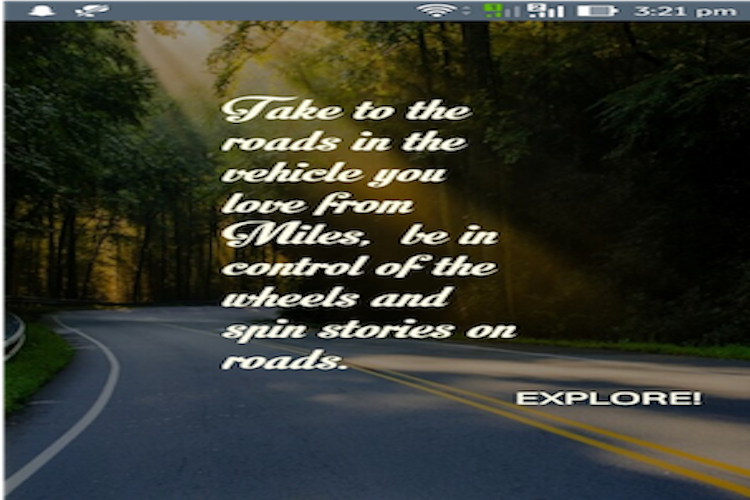 3:21 pm
Take to the
roads in the
vehicle you
love from
Miles, be in
control of the
wheels and
spin stories on
roads.
EXPLORE!